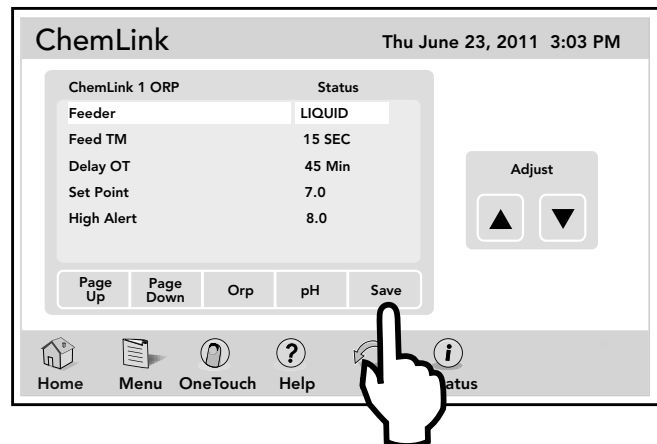 ChemLink Thu June 23, 2011 3:03 PM
ChemLink 1 ORP Status
Feeder LIQUID
Feed TM 15 SEC
Delay OT 45 Min
Set Point 7.0
High Alert 8.0
Adjust
Page Up Page Down Orp pH Save
Home Menu OneTouch Help atus